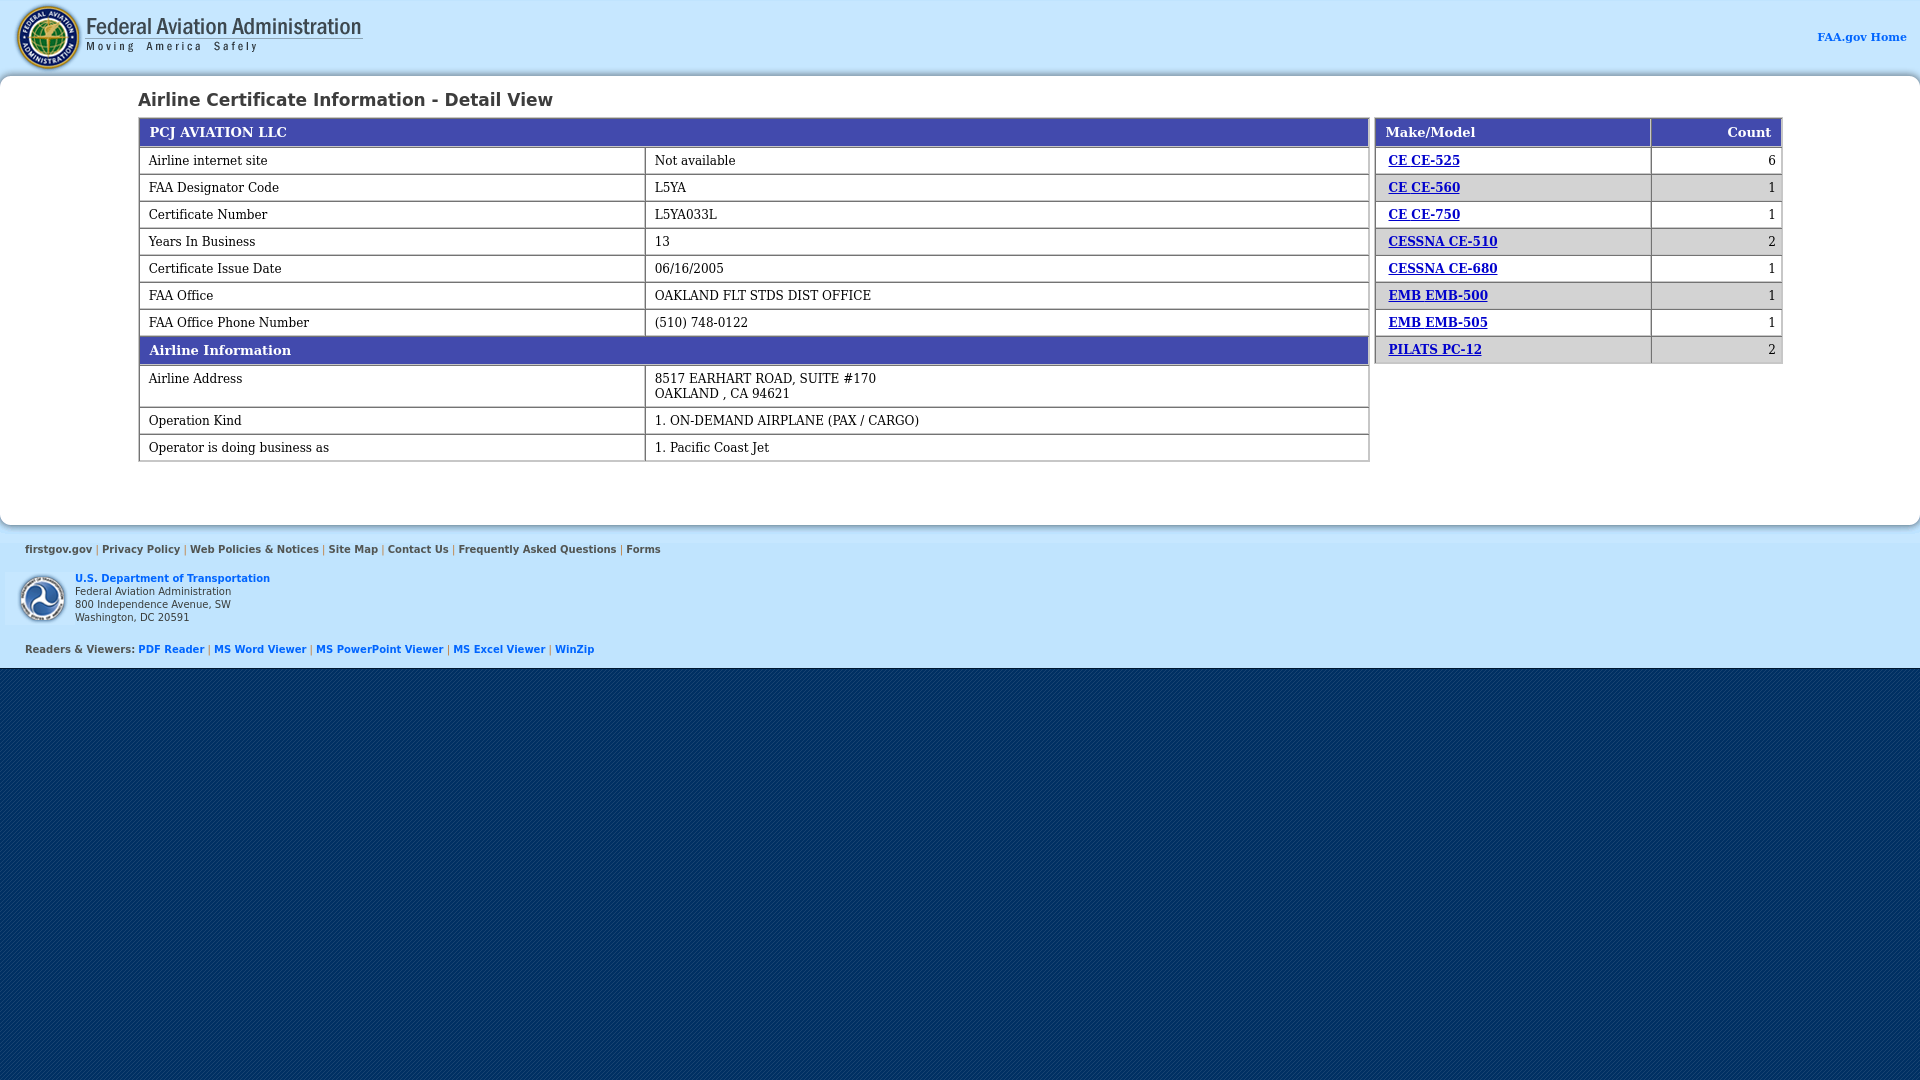 Federal Aviation Administration
Moving America Safely
FAA.gov Home
Airline Certificate Information - Detail View
PCJ AVIATION LLC
Airline internet site Not available
FAA Designator Code L5YA
Certificate Number L5YA033L
Years In Business 13
Certificate Issue Date 06/16/2005
FAA Office OAKLAND FLT STDS DIST OFFICE
FAA Office Phone Number (510) 748-0122
Airline Information
Airline Address 8517 EARHART ROAD, SUITE #170
OAKLAND , CA 94621
Operation Kind 1. ON-DEMAND AIRPLANE (PAX / CARGO)
Operator is doing business as 1. Pacific Coast Jet
Make/Model Count
CE CE-525 6
CE CE-560 1
CE CE-750 1
CESSNA CE-510 2
CESSNA CE-680 1
EMB EMB-500 1
EMB EMB-505 1
PILATS PC-12 2
firstgov.gov | Privacy Policy | Web Policies & Notices | Site Map | Contact Us | Frequently Asked Questions | Forms
U.S. Department of Transportation
Federal Aviation Administration
800 Independence Avenue, SW
Washington, DC 20591
Readers & Viewers: PDF Reader | MS Word Viewer | MS PowerPoint Viewer | MS Excel Viewer | WinZip